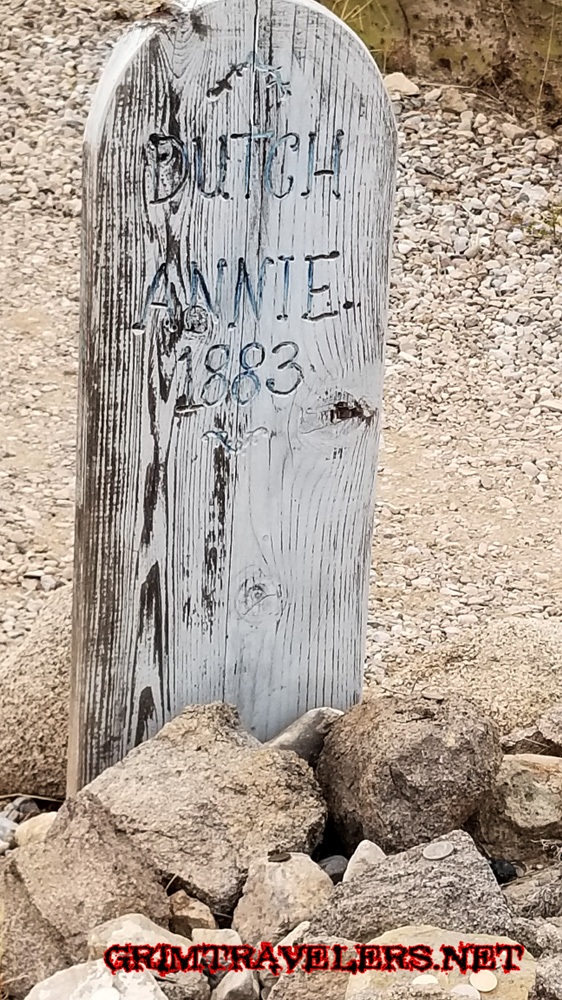 DUTCH
ANNIE.
1883
GRIMTRAVELERS.NET